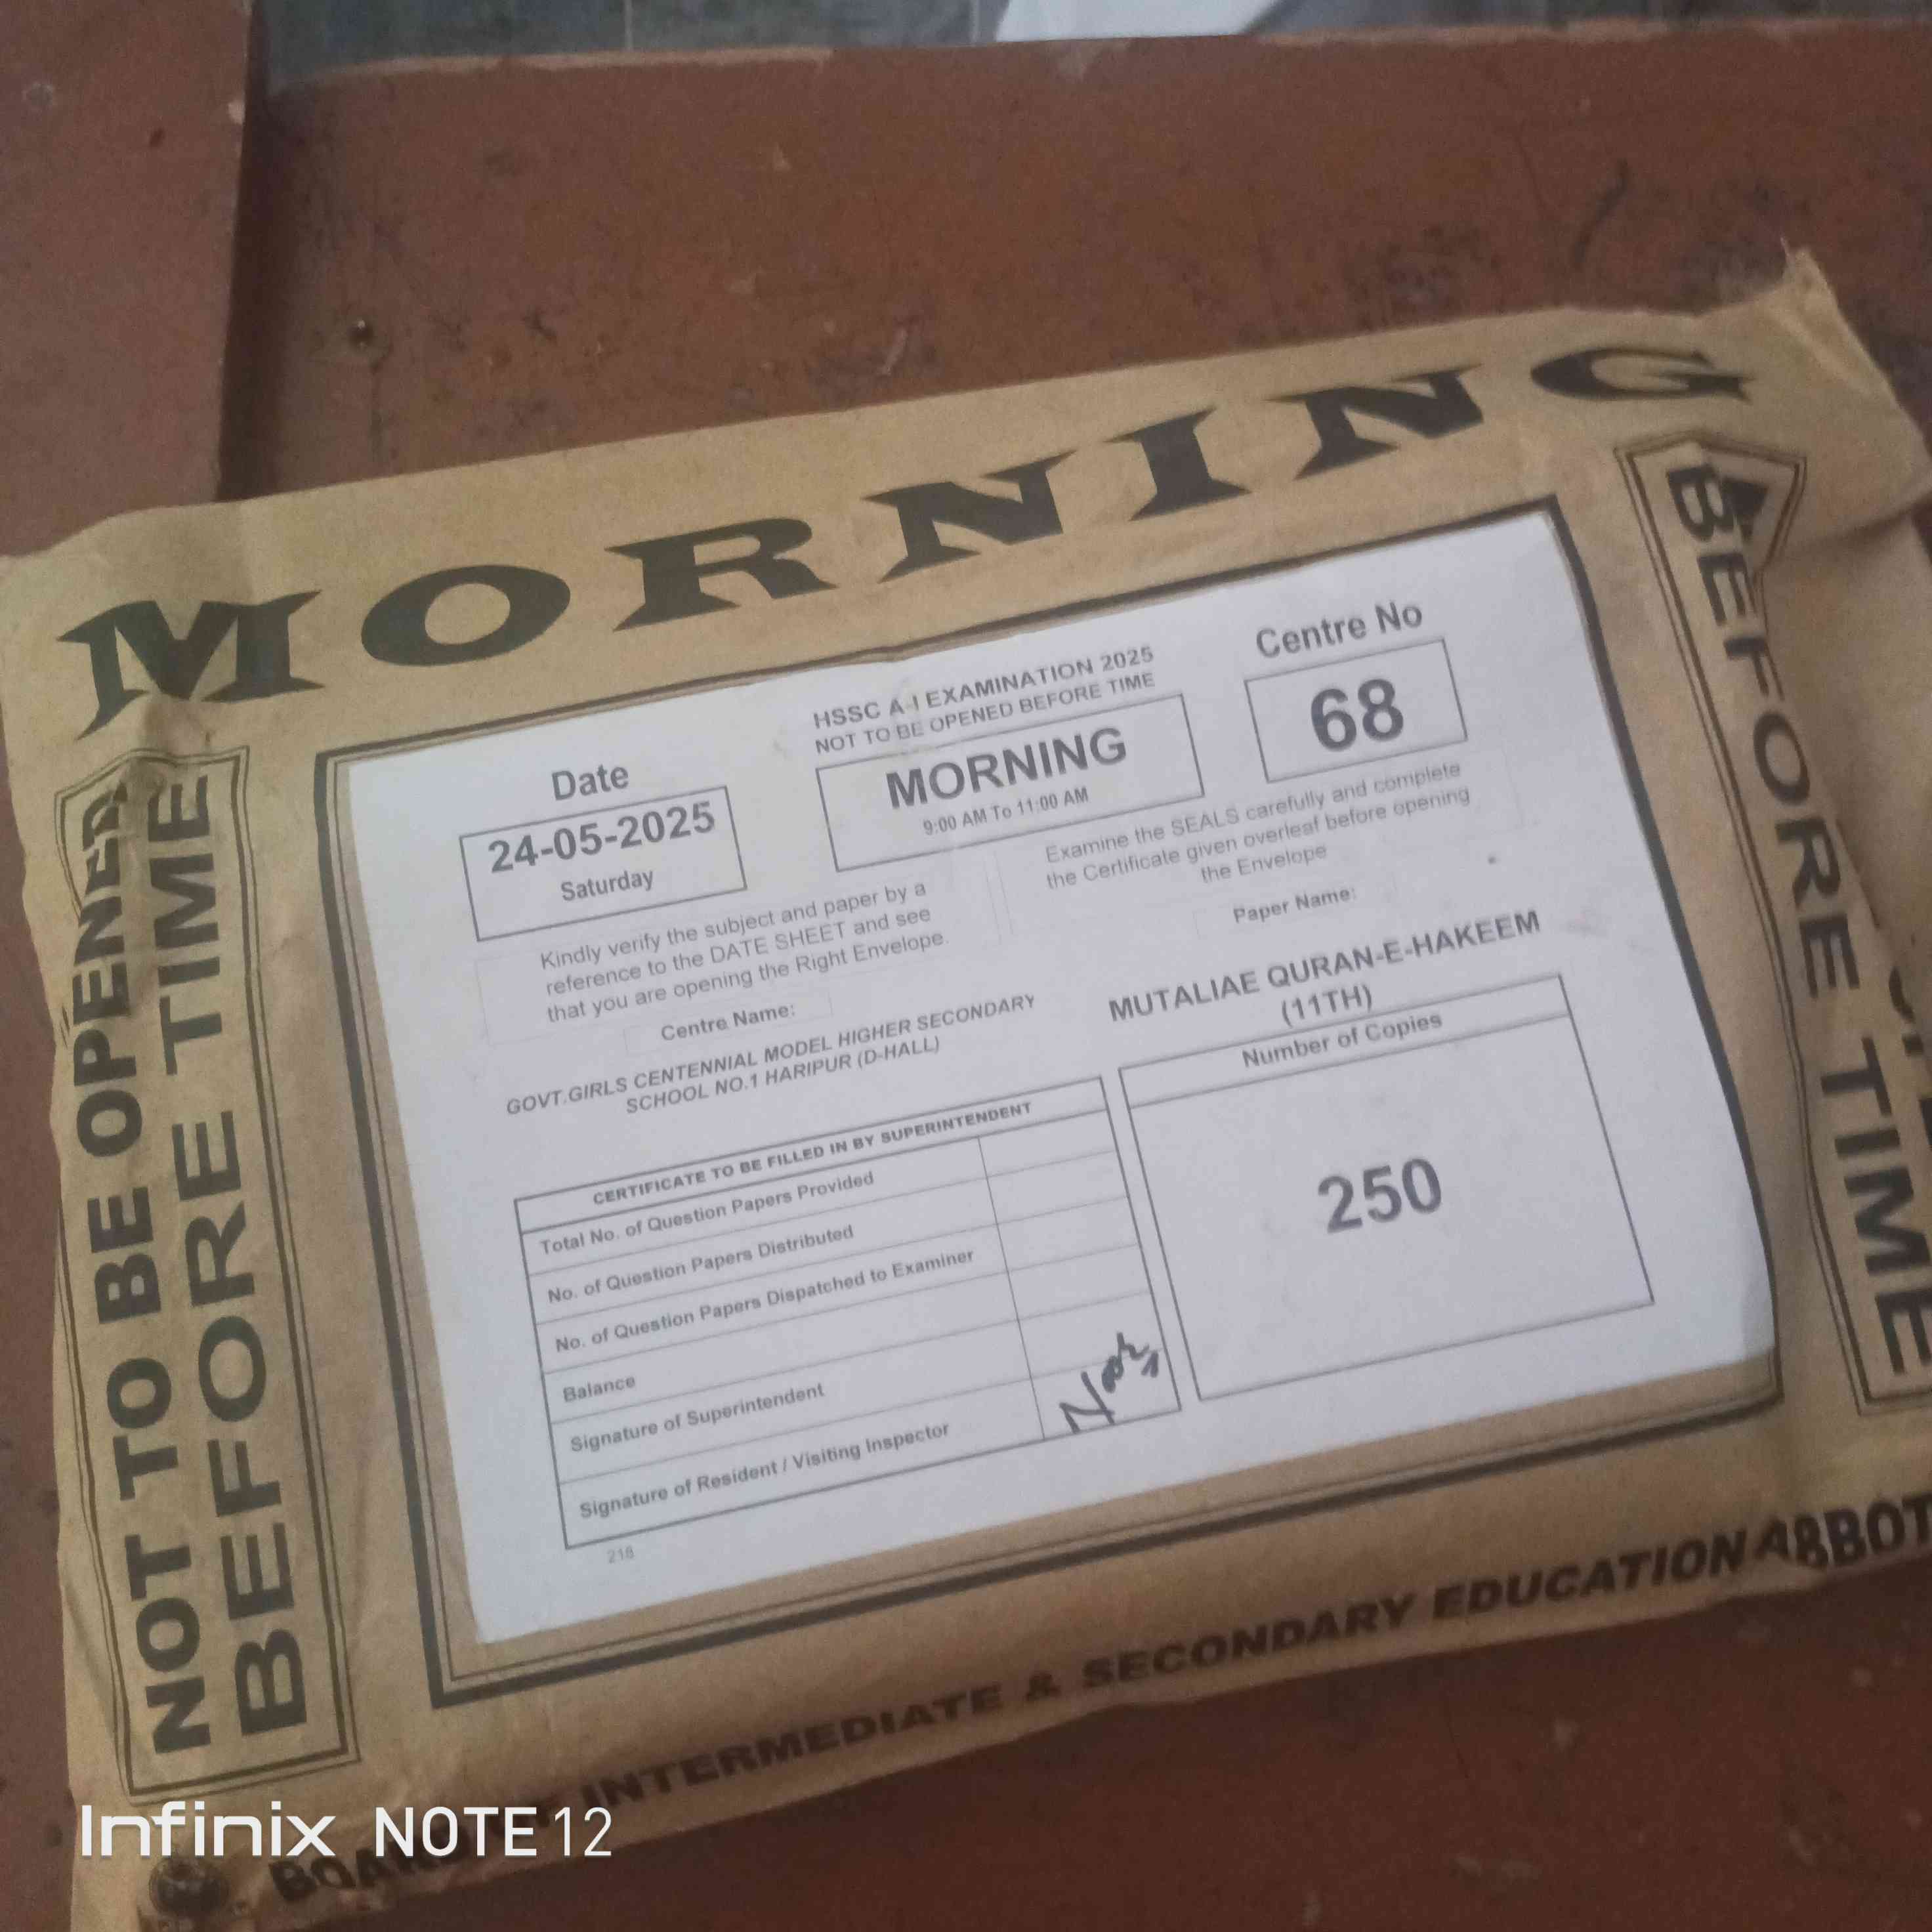 MORNING
NOT TO BE OPENED
BEFORE TIME
HSSC A-I EXAMINATION 2025
NOT TO BE OPENED BEFORE TIME
Date
24-05-2025
Saturday
MORNING
9:00 AM To 11:00 AM
Centre No
68
Kindly verify the subject and paper by a
reference to the DATE SHEET and see
that you are opening the Right Envelope.
Examine the SEALS carefully and complete
the Certificate given overleaf before opening
the Envelope
Centre Name:
GOVT.GIRLS CENTENNIAL MODEL HIGHER SECONDARY
SCHOOL NO.1 HARIPUR (D-HALL)
Paper Name:
MUTALIAE QURAN-E-HAKEEM
(11TH)
CERTIFICATE TO BE FILLED IN BY SUPERINTENDENT
Total No. of Question Papers Provided
No. of Question Papers Distributed
No. of Question Papers Dispatched to Examiner
Balance
Signature of Superintendent
Signature of Resident / Visiting Inspector
Number of Copies
250
218
BEFORE TIME
INTERMEDIATE & SECONDARY EDUCATION ABBOT
Infinix NOTE 12